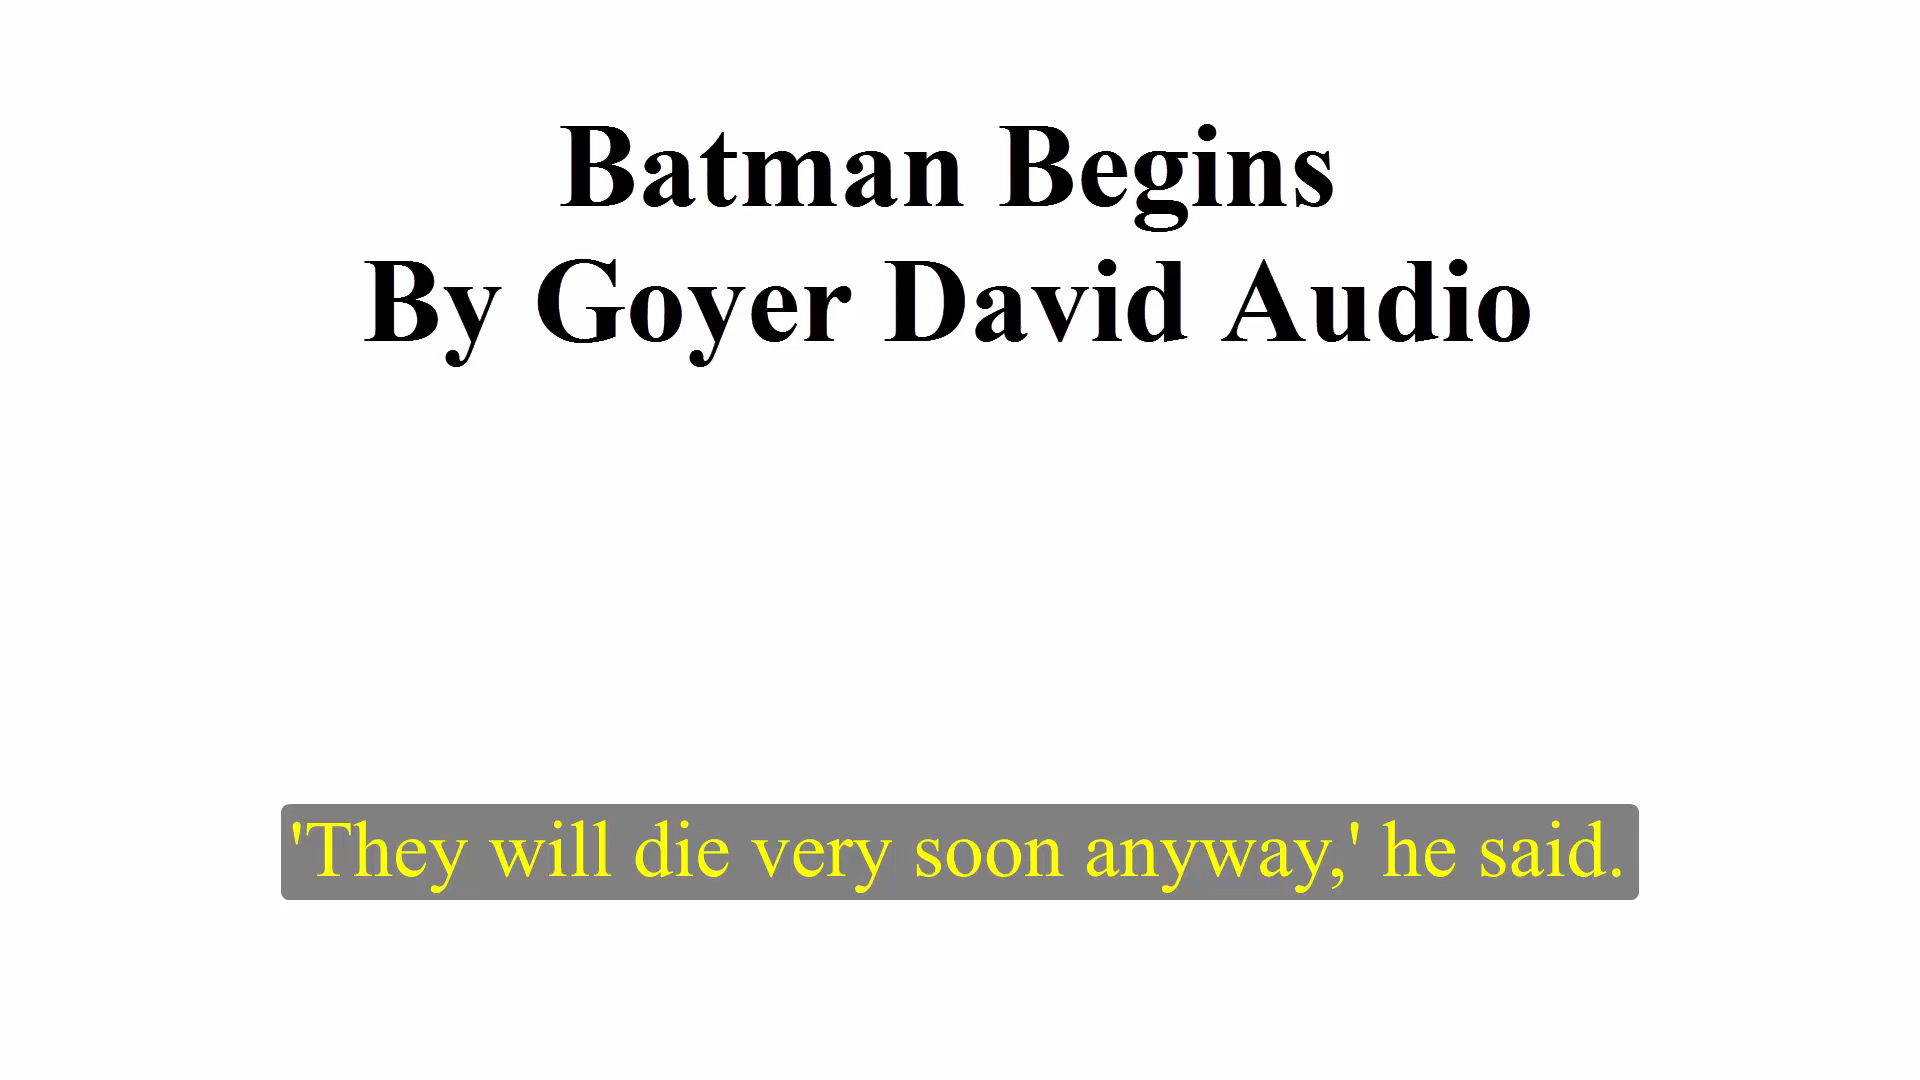 Batman Begins
By Goyer David Audio
'They will die very soon anyway,' he said.